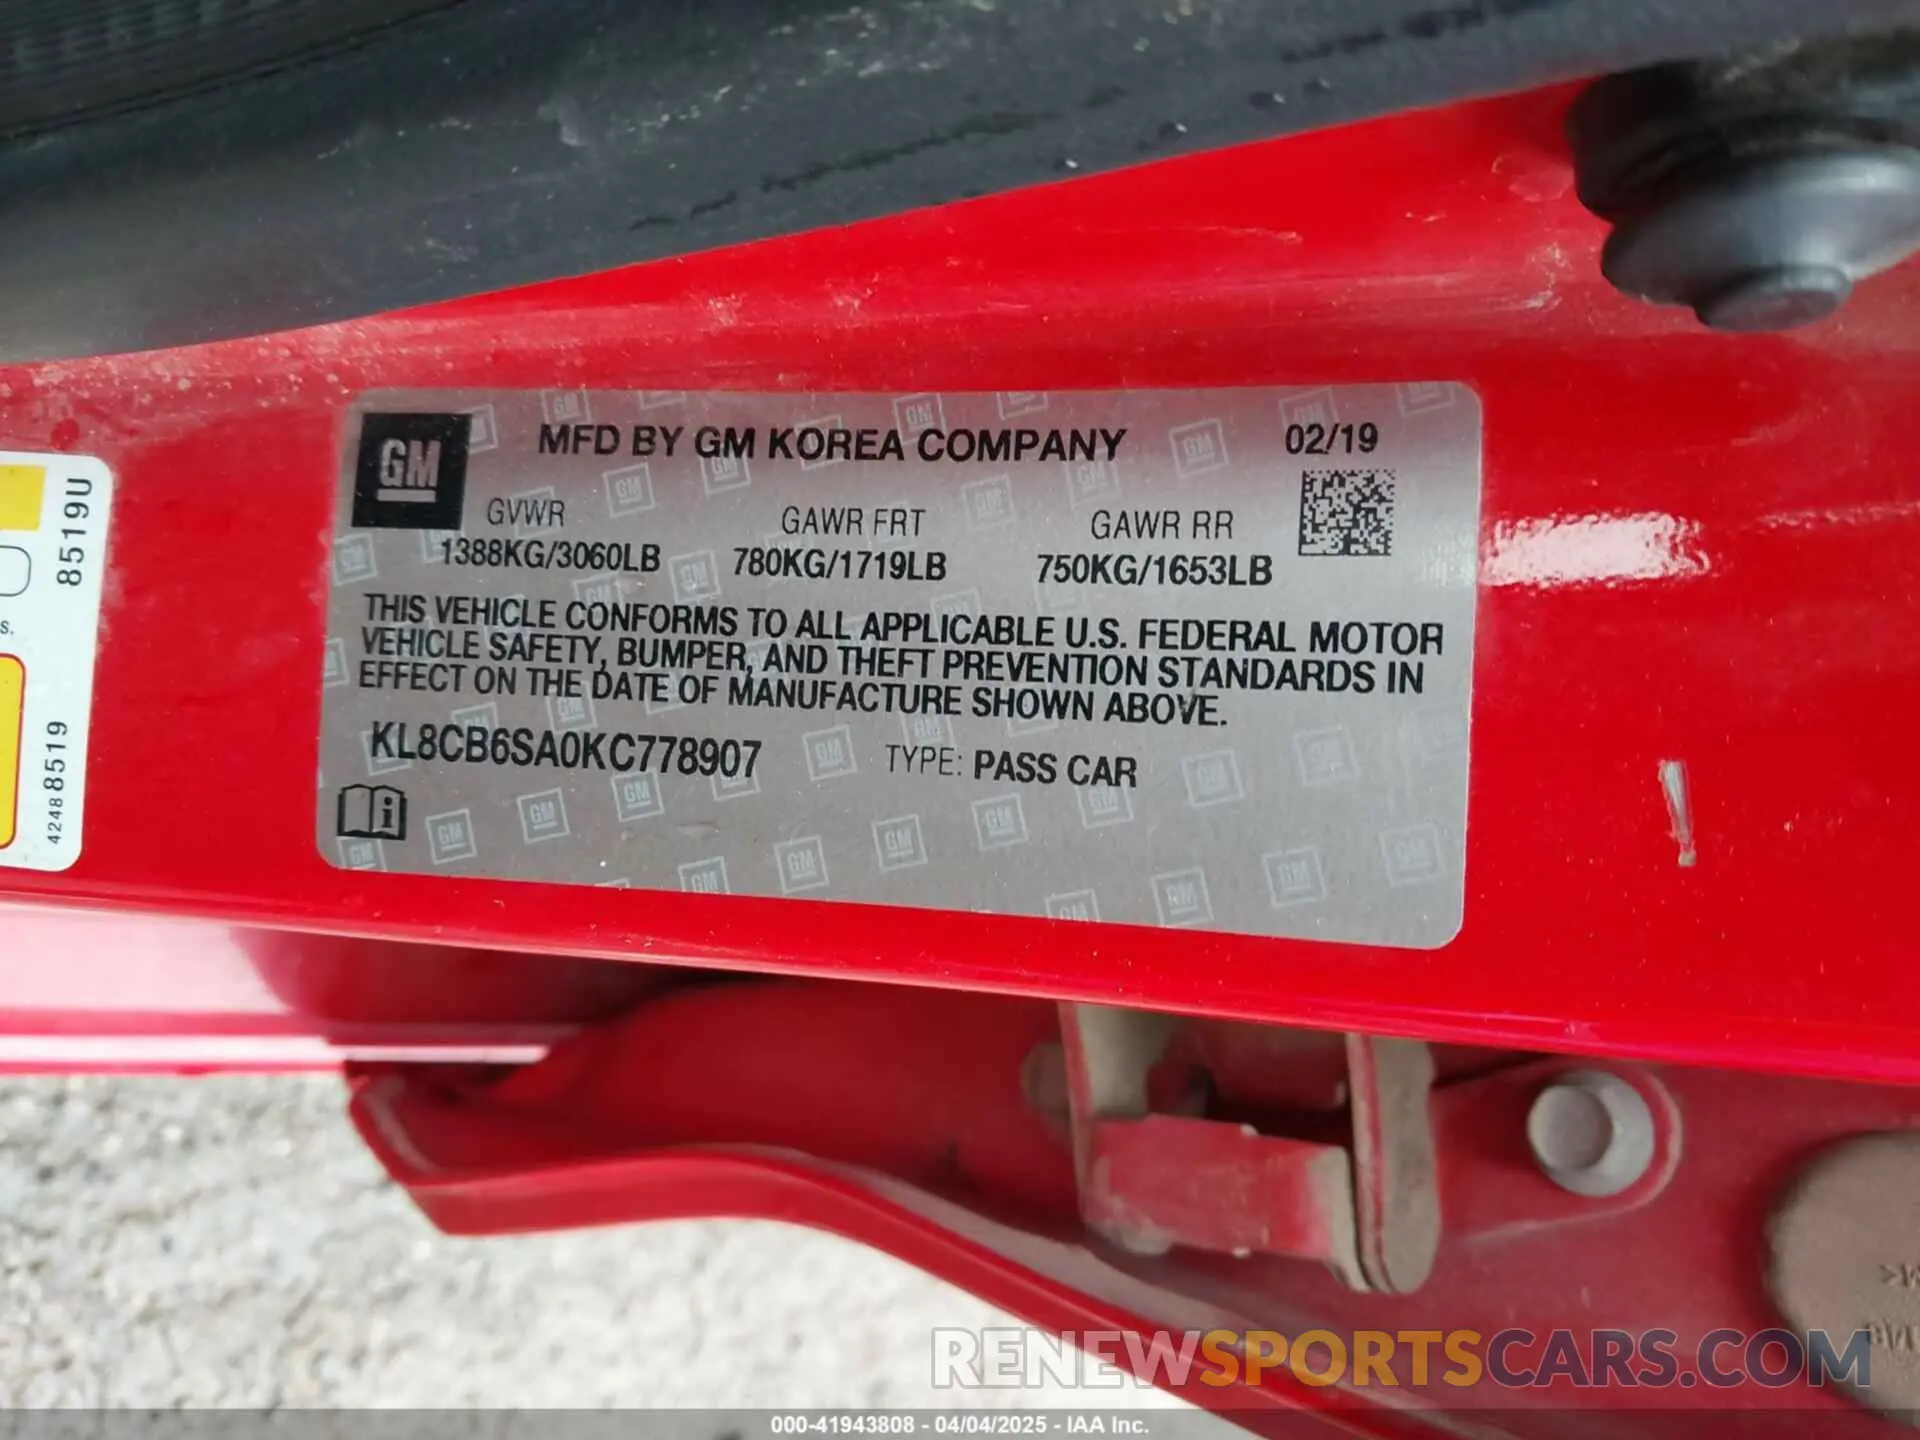 GM
MFD BY GM KOREA COMPANY
02/19
GVWR
GAWR FRT
GAWR RR
1388KG/3060LB
780KG/1719LB
750KG/1653LB
THIS VEHICLE CONFORMS TO ALL APPLICABLE U.S. FEDERAL MOTOR
VEHICLE SAFETY, BUMPER, AND THEFT PREVENTION STANDARDS IN
EFFECT ON THE DATE OF MANUFACTURE SHOWN ABOVE.
KL8CB6SA0KC778907
TYPE: PASS CAR
8519U
s.
42488519
RENEWSPORTSCARS.COM
000-41943808 - 04/04/2025 - IAA Inc.